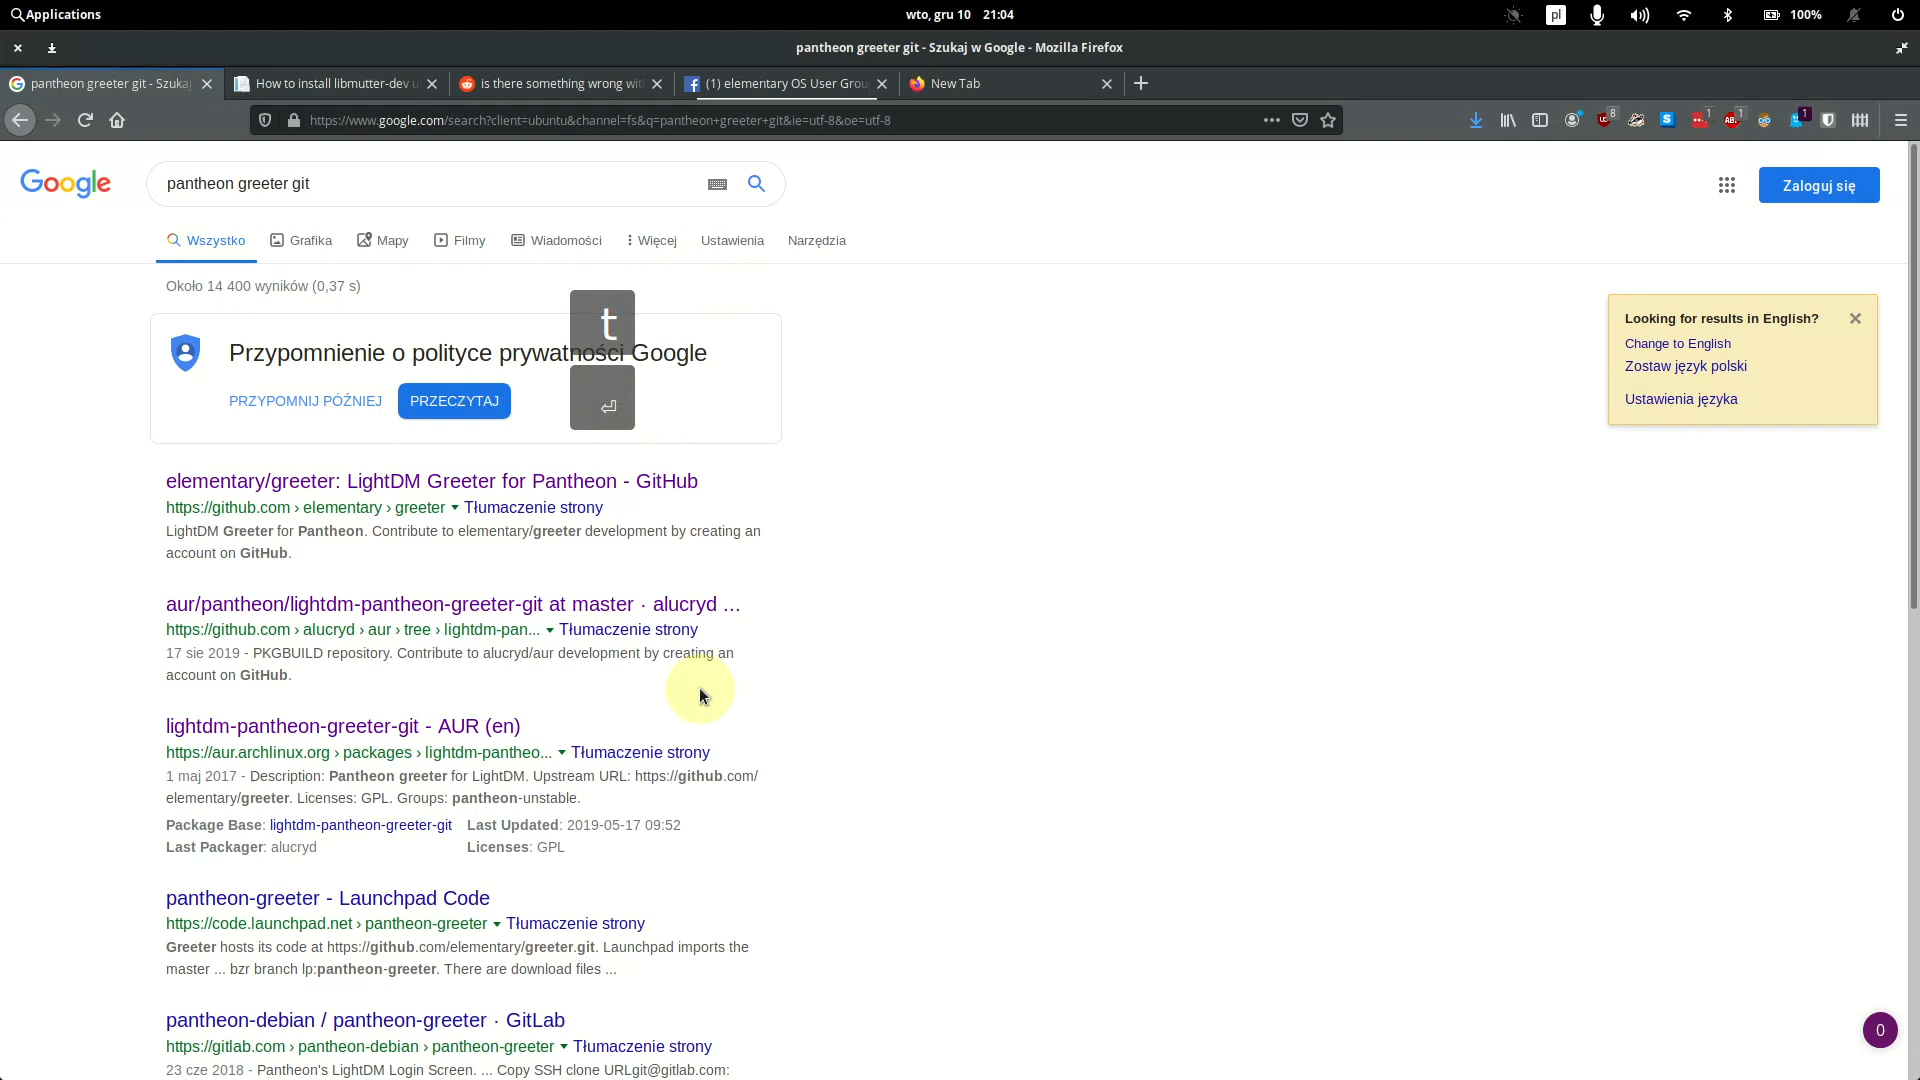 Applications
wto, gru 10 21:04
pl
100%
pantheon greeter git - Szukaj w Google - Mozilla Firefox
pantheon greeter git - Szukaj
How to install libmutter-dev u
is there something wrong wit
(1) elementary OS User Grou
New Tab
https://www.google.com/search?client=ubuntu&channel=fs&q=pantheon+greeter+git&ie=utf-8&oe=utf-8
8
S
1
ABP
1
1
Google
pantheon greeter git
Zaloguj się
Wszystko
Grafika
Mapy
Filmy
Wiadomości
Więcej
Ustawienia
Narzędzia
Około 14 400 wyników (0,37 s)
t
Przypomnienie o polityce prywatności Google
PRZYPOMNIJ PÓŹNIEJ
PRZECZYTAJ
Looking for results in English?
Change to English
Zostaw język polski
Ustawienia języka
elementary/greeter: LightDM Greeter for Pantheon - GitHub
https://github.com › elementary › greeter Tłumaczenie strony
LightDM Greeter for Pantheon. Contribute to elementary/greeter development by creating an
account on GitHub.
aur/pantheon/lightdm-pantheon-greeter-git at master · alucryd ...
https://github.com › alucryd › aur › tree › lightdm-pan... Tłumaczenie strony
17 sie 2019 - PKGBUILD repository. Contribute to alucryd/aur development by creating an
account on GitHub.
lightdm-pantheon-greeter-git - AUR (en)
https://aur.archlinux.org › packages › lightdm-pantheo... Tłumaczenie strony
1 maj 2017 - Description: Pantheon greeter for LightDM. Upstream URL: https://github.com/
elementary/greeter. Licenses: GPL. Groups: pantheon-unstable.
Package Base: lightdm-pantheon-greeter-git Last Updated: 2019-05-17 09:52
Last Packager: alucryd Licenses: GPL
pantheon-greeter - Launchpad Code
https://code.launchpad.net › pantheon-greeter Tłumaczenie strony
Greeter hosts its code at https://github.com/elementary/greeter.git. Launchpad imports the
master ... bzr branch lp:pantheon-greeter. There are download files ...
pantheon-debian / pantheon-greeter · GitLab
https://gitlab.com › pantheon-debian › pantheon-greeter Tłumaczenie strony
23 cze 2018 - Pantheon's LightDM Login Screen. ... Copy SSH clone URLgit@gitlab.com:
0